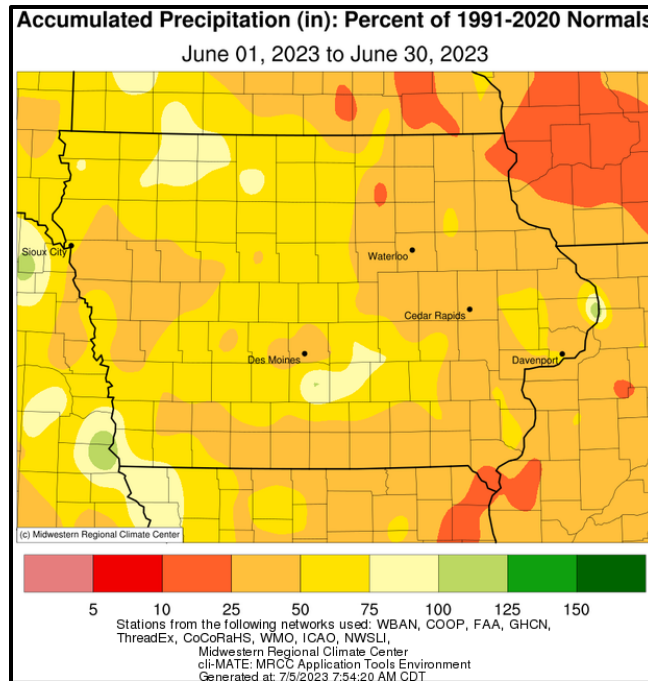 Accumulated Precipitation (in): Percent of 1991-2020 Normals
June 01, 2023 to June 30, 2023
Sioux City
Waterloo
Cedar Rapids
Des Moines
Davenport
(c) Midwestern Regional Climate Center
5 10 25 50 75 100 125 150
Stations from the following networks used: WBAN, COOP, FAA, GHCN,
ThreadEx, CoCoRaHS, WMO, ICAO, NWSLI,
Midwestern Regional Climate Center
cli-MATE: MRCC Application Tools Environment
Generated at: 7/5/2023 7:54:20 AM CDT